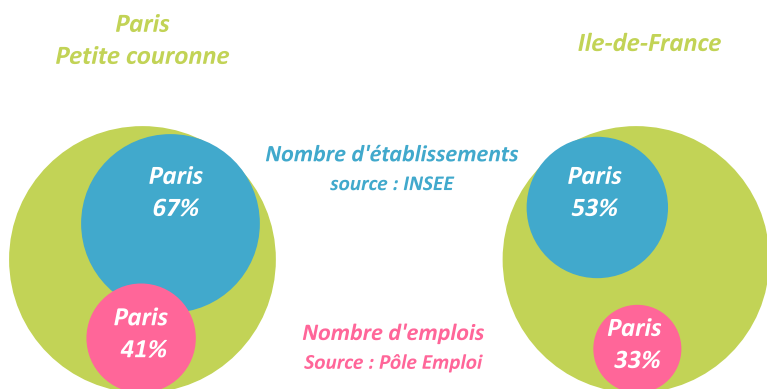 Paris
Petite couronne
Ile-de-France
Nombre d'établissements
source : INSEE
Paris
67%
Paris
53%
Nombre d'emplois
Source : Pôle Emploi
Paris
41%
Paris
33%